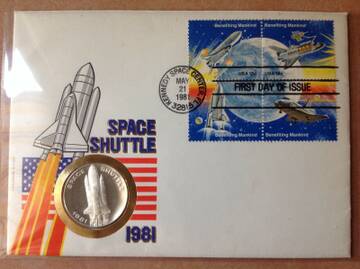 Benefiting Mankind
Benefiting Mankind
USA 18c
USA 18c
KENNEDY SPACE CENTER FL
MAY
21
1981
32815
FIRST DAY OF ISSUE
Benefiting Mankind
Benefiting Mankind
SPACE
SHUTTLE
SPACE SHUTTLE
1981
1981